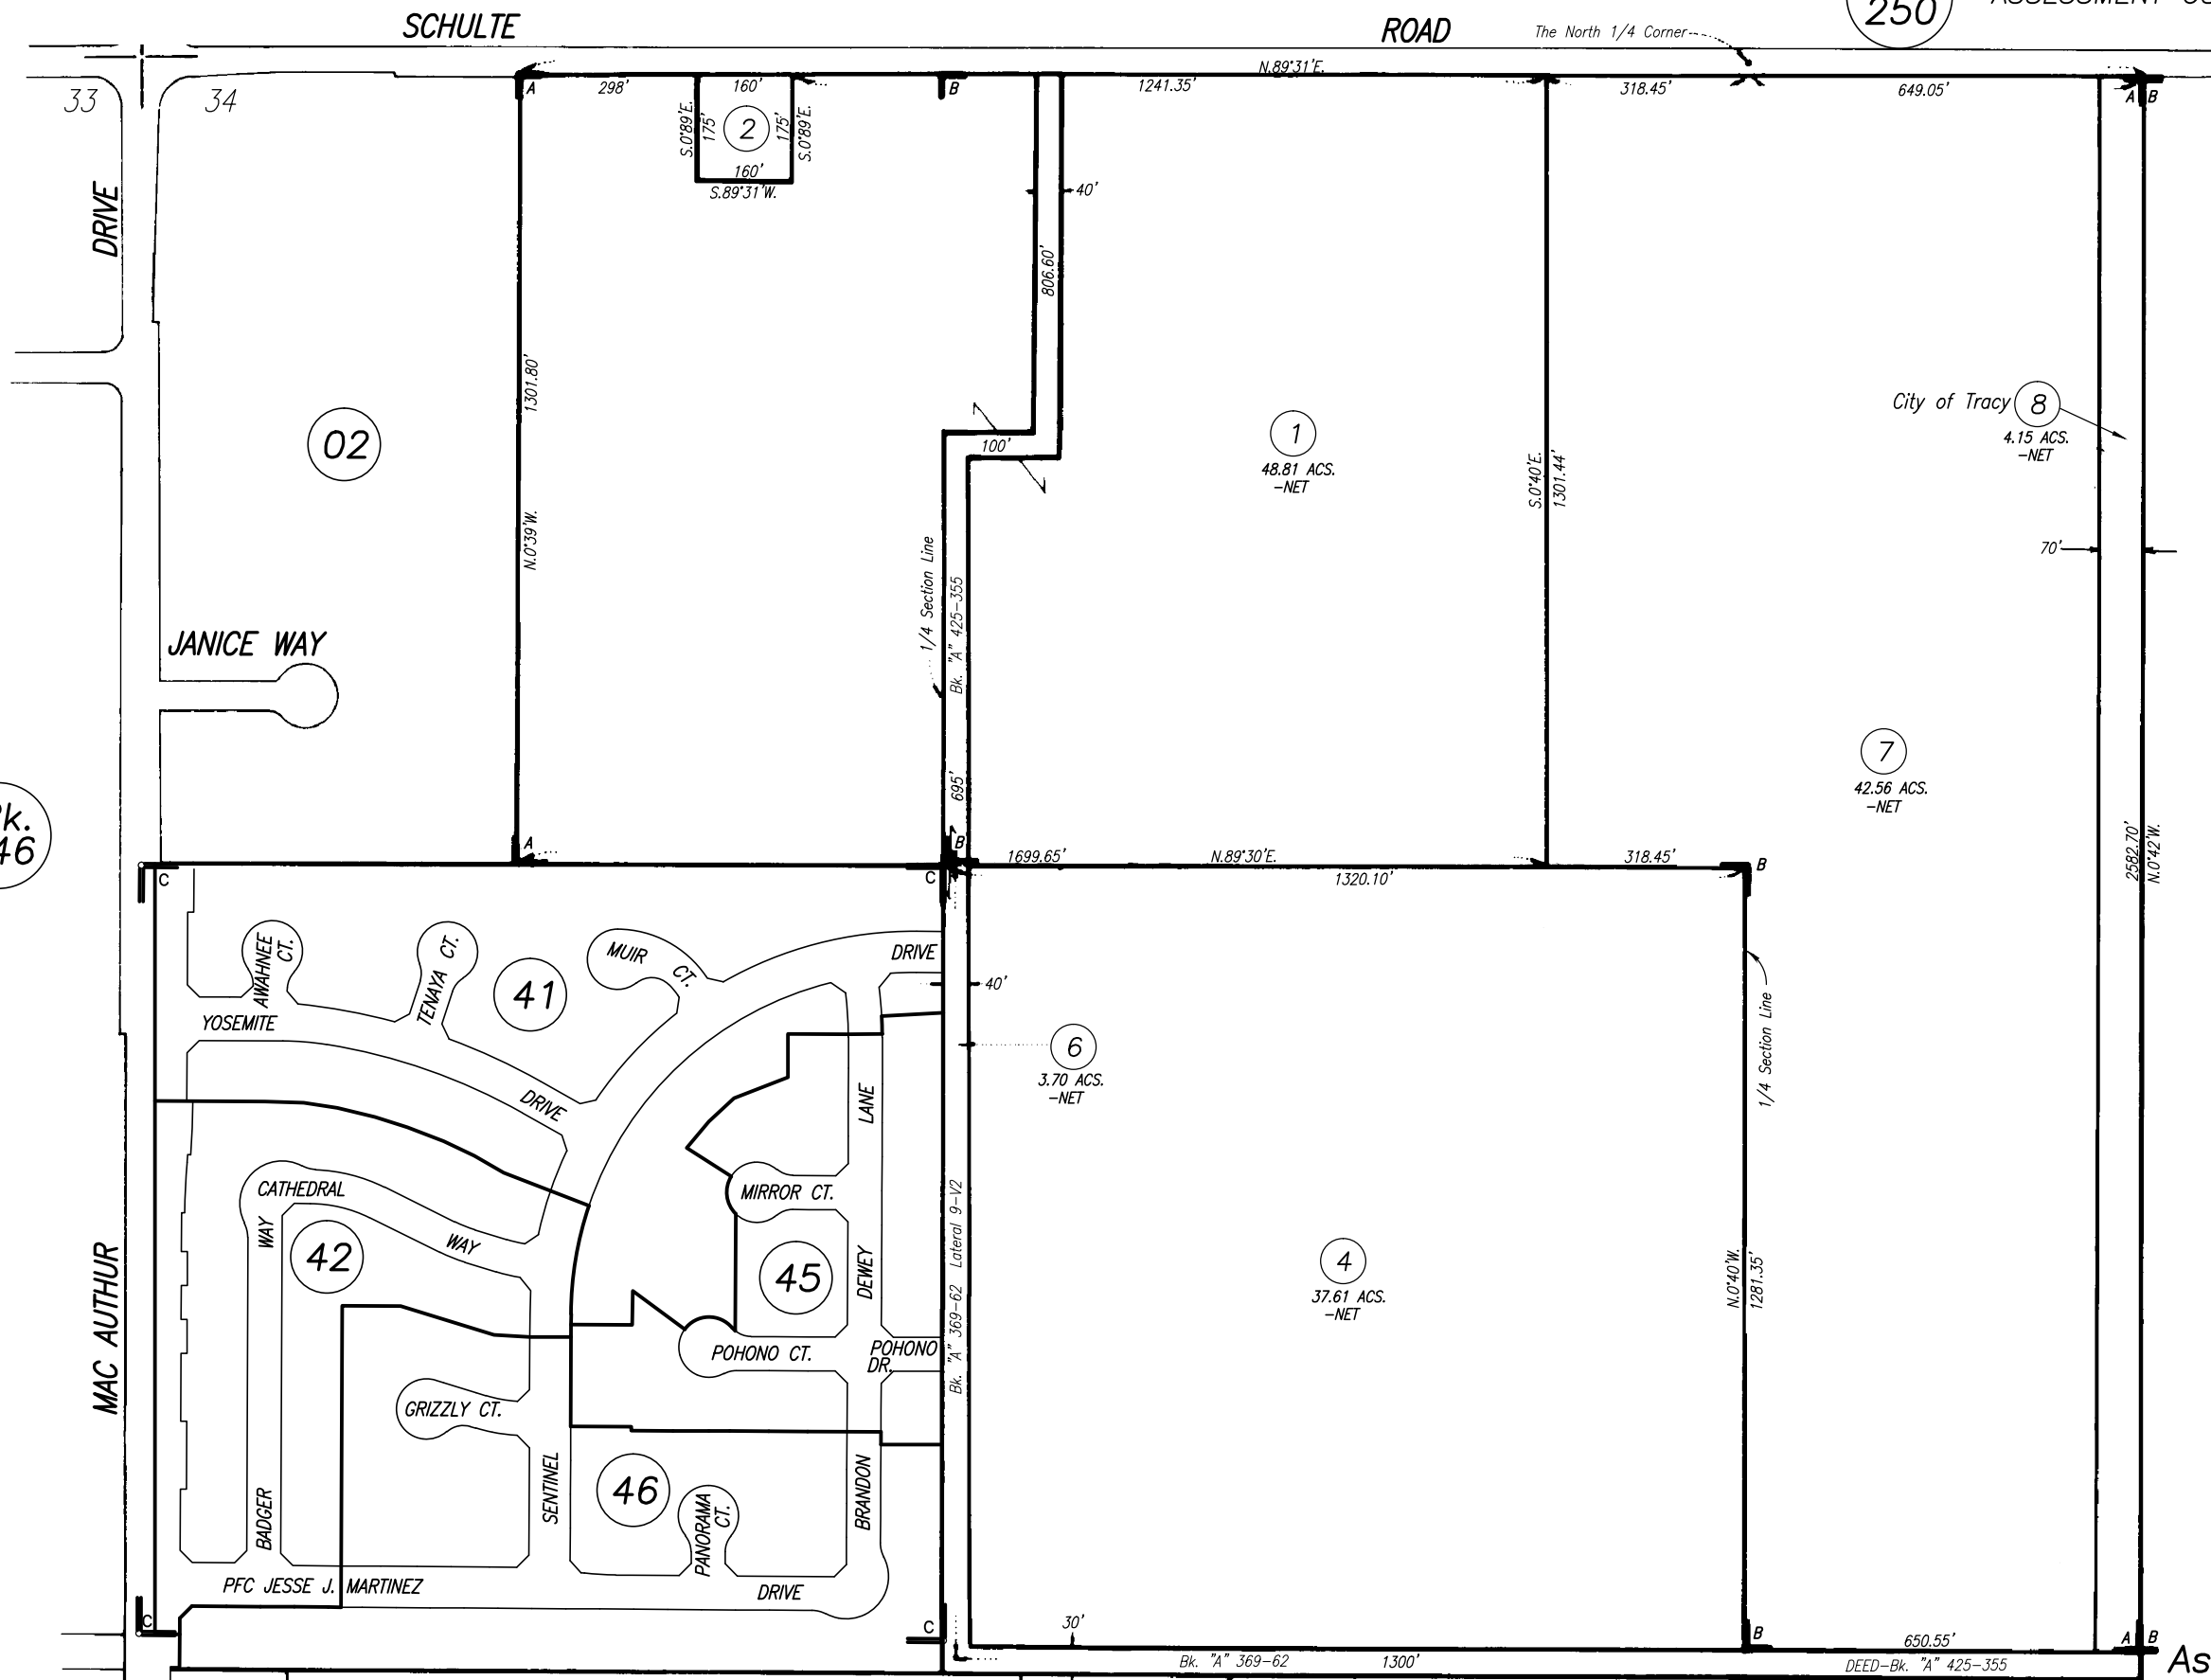 250
SCHULTE
ROAD
The North 1/4 Corner
33
34
A
298'
160'
B
N.89°31'E.
1241.35'
318.45'
649.05'
A B
S.0°89'E.
175'
2
175'
S.0°89'E.
160'
S.89°31'W.
40'
DRIVE
806.60'
1301.80'
N.0°39'W.
02
100'
1
48.81 ACS.
-NET
S.0°40'E.
1301.44'
City of Tracy
8
4.15 ACS.
-NET
70'
1/4 Section Line
Bk. "A" 425-355
JANICE WAY
7
42.56 ACS.
-NET
695'
46
A
B
1699.65'
N.89°30'E.
318.45'
B
1320.10'
2582.70'
N.0°42'W.
C
C
AWAHNEE
CT.
TENAYA CT.
41
MUIR CT.
DRIVE
40'
YOSEMITE
DRIVE
6
3.70 ACS.
-NET
1/4 Section Line
LANE
DEWEY
MIRROR CT.
CATHEDRAL
WAY
WAY
42
45
Bk. "A" 369-62 Lateral 9-V2
4
37.61 ACS.
-NET
N.0°40'W.
1281.35'
MAC AUTHUR
POHONO CT.
POHONO
DR.
GRIZZLY CT.
SENTINEL
46
PANORAMA
CT.
BRANDON
BADGER
PFC JESSE J. MARTINEZ
DRIVE
C
C
30'
B
650.55'
A B
Bk. "A" 369-62
1300'
DEED-Bk. "A" 425-355